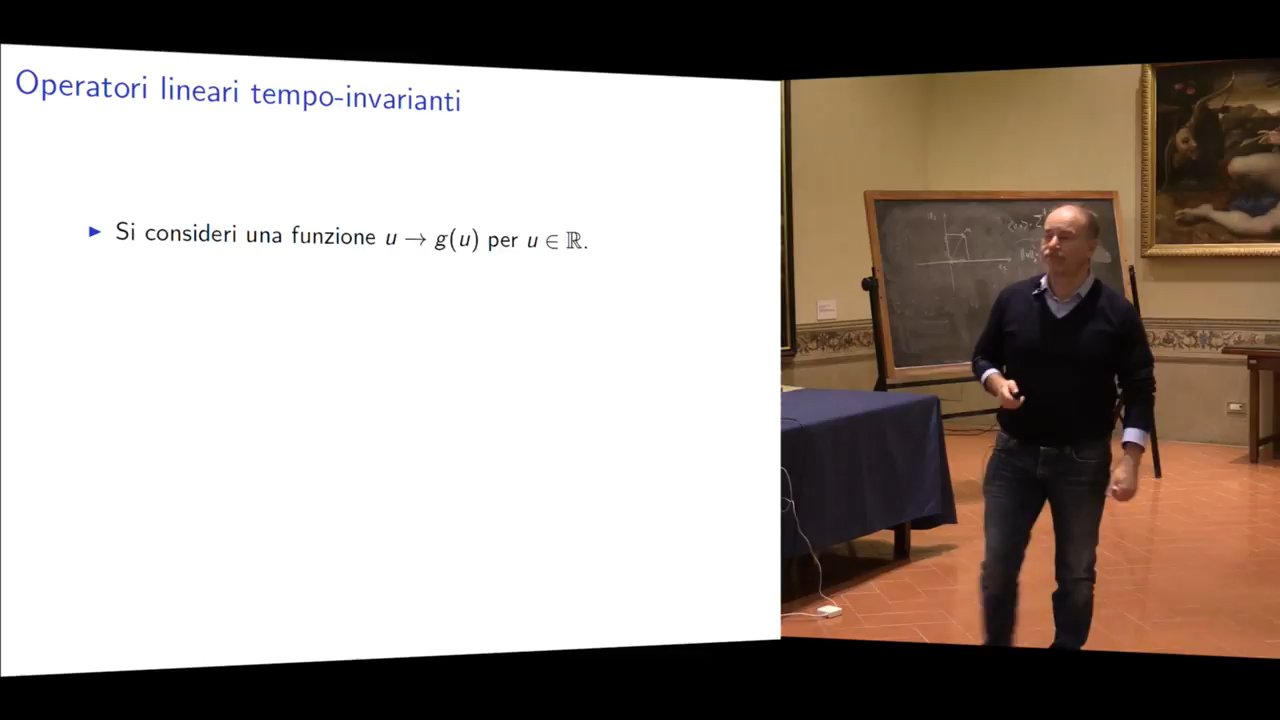 Operatori lineari tempo-invarianti
▶ Si consideri una funzione u → g(u) per u ∈ ℝ.